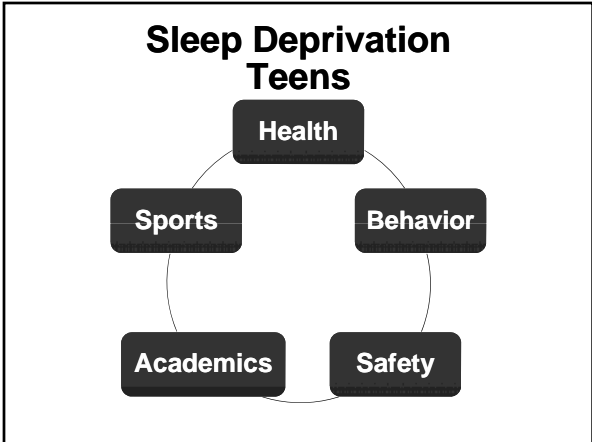 Sleep Deprivation
Teens
Health
Sports
Behavior
Academics
Safety